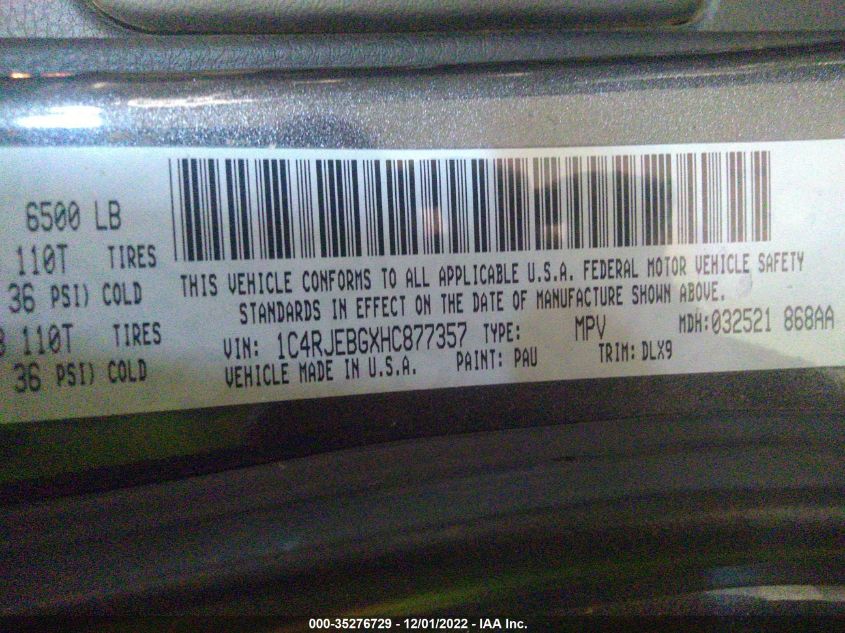 6500 LB
110T TIRES
36 PSI) COLD
110T TIRES
36 PSI) COLD
THIS VEHICLE CONFORMS TO ALL APPLICABLE U.S.A. FEDERAL MOTOR VEHICLE SAFETY
STANDARDS IN EFFECT ON THE DATE OF MANUFACTURE SHOWN ABOVE.
VIN: 1C4RJEBGXHC877357 TYPE: MPV MDH:032521 868AA
VEHICLE MADE IN U.S.A. PAINT: PAU TRIM: DLX9
000-35276729 - 12/01/2022 - IAA Inc.